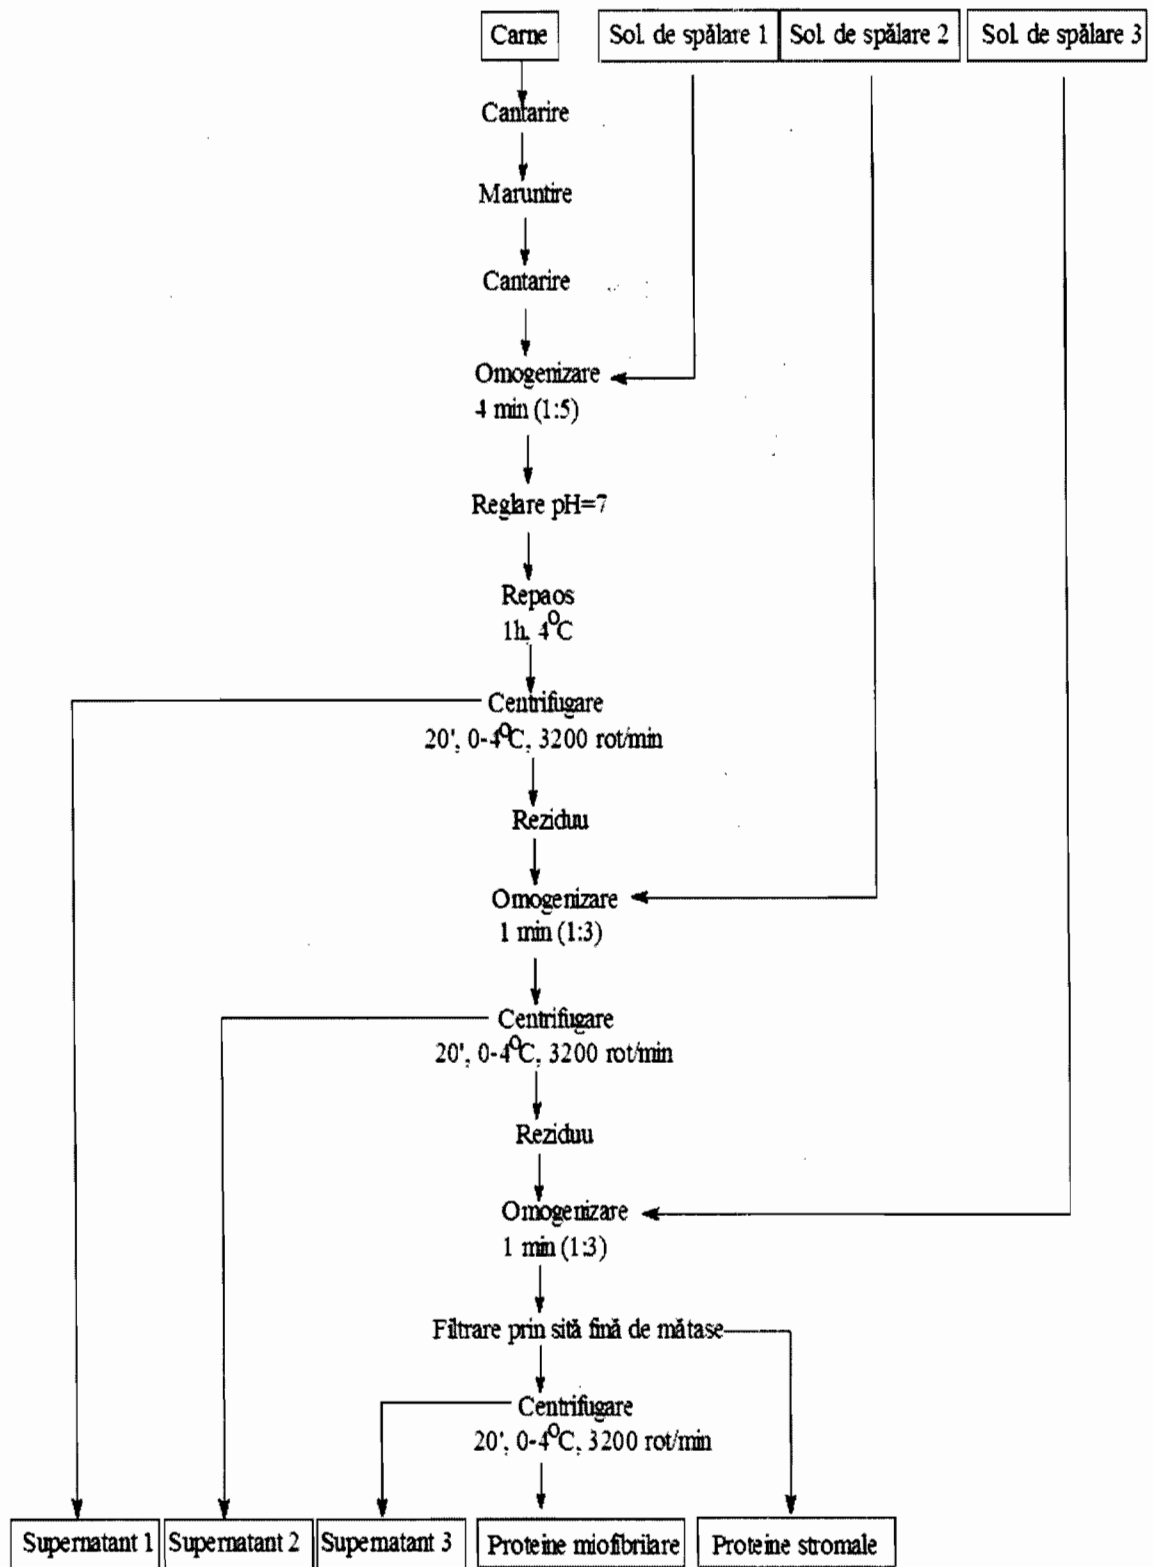 Carne
Sol. de spălare 1
Sol. de spălare 2
Sol. de spălare 3
Cantarire
Maruntire
Cantarire
Omogenizare
4 min (1:5)
Reglare pH=7
Repaos
1h, 4°C
Centrifugare
20', 0-4°C, 3200 rot/min
Reziduu
Omogenizare
1 min (1:3)
Centrifugare
20', 0-4°C, 3200 rot/min
Reziduu
Omogenizare
1 min (1:3)
Filtrare prin sită fină de mătase
Centrifugare
20', 0-4°C, 3200 rot/min
Supernatant 1
Supernatant 2
Supernatant 3
Proteine miofibrilare
Proteine stromale